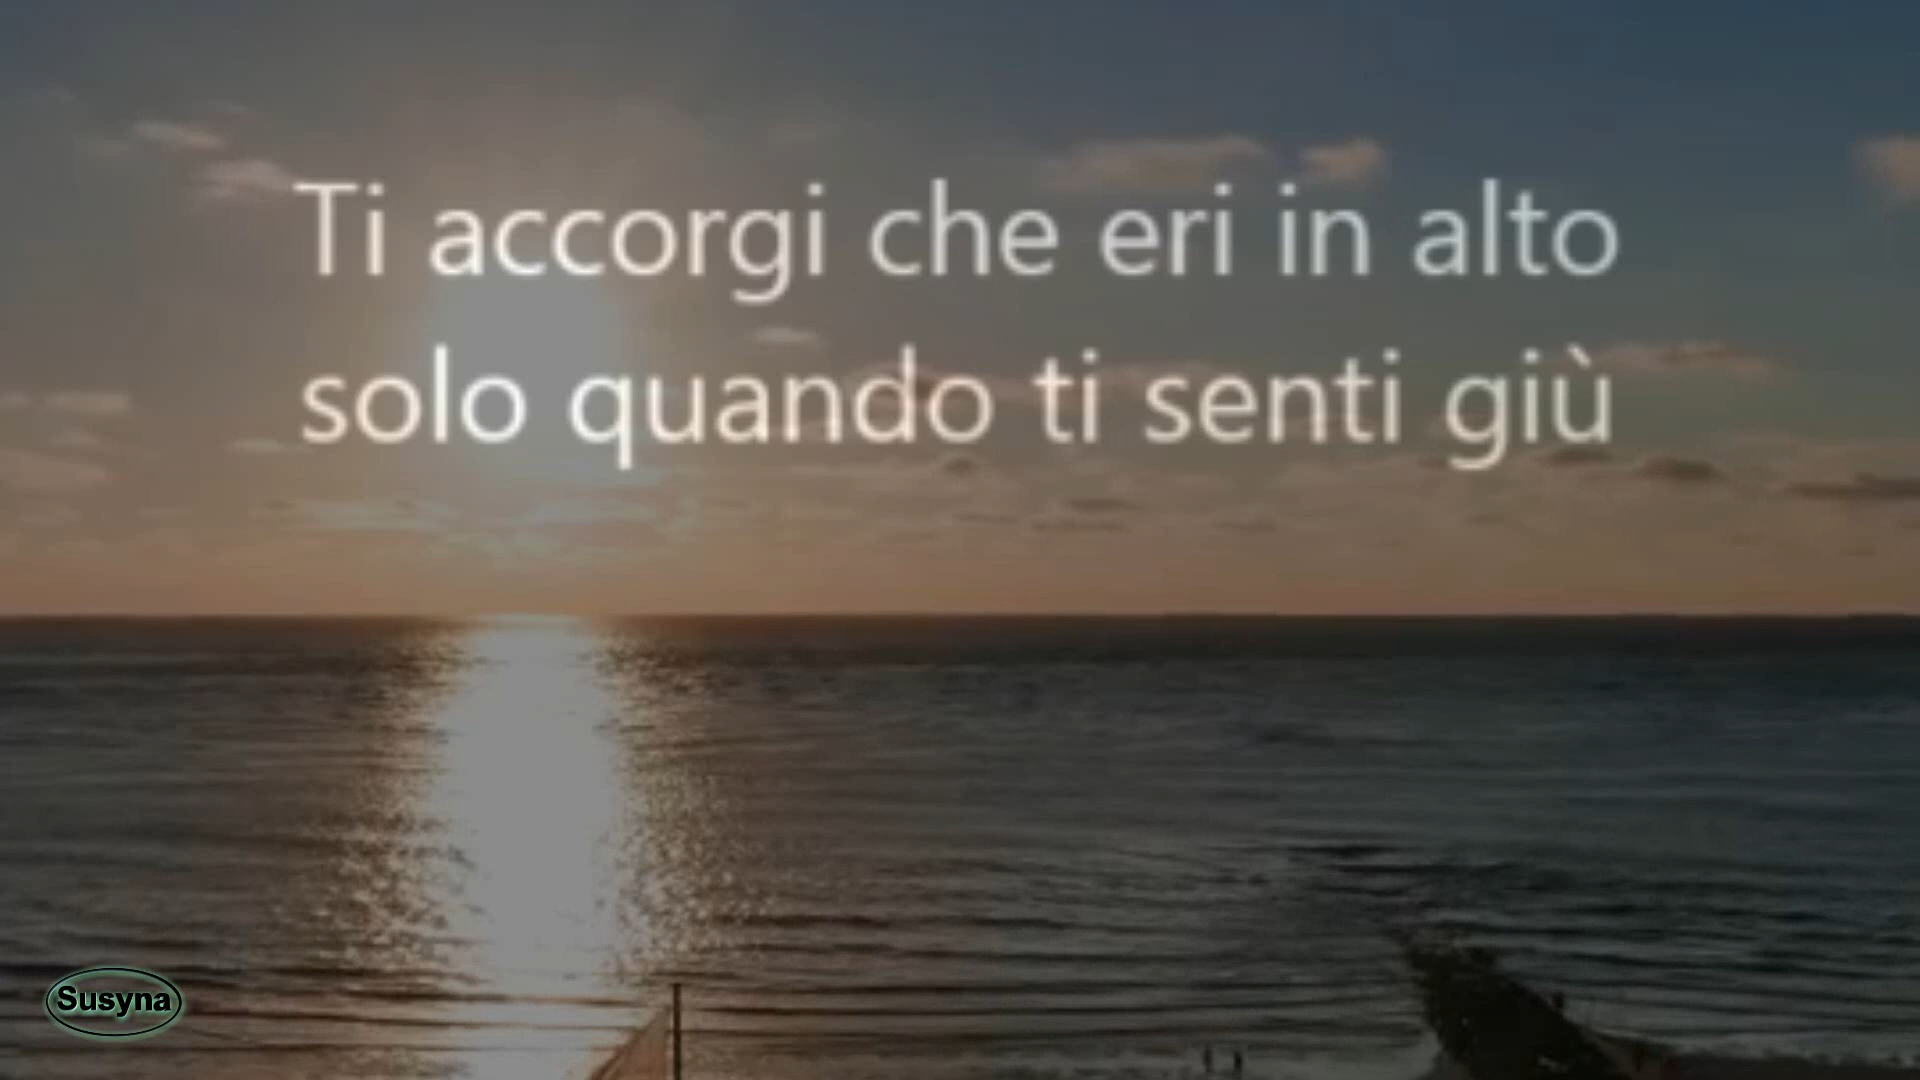 Ti accorgi che eri in alto
solo quando ti senti giù
Susyna